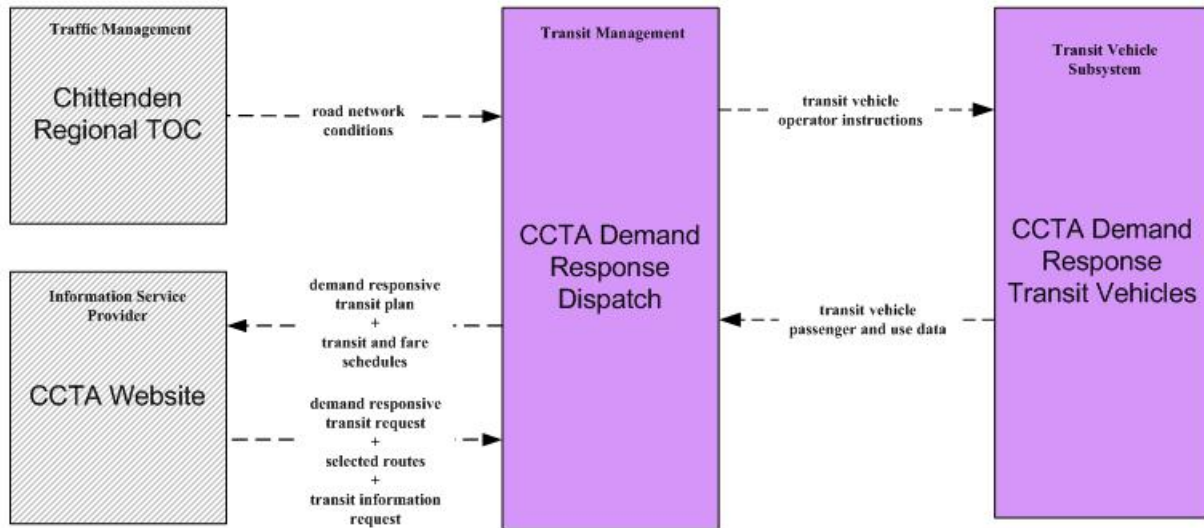 Traffic Management
Chittenden
Regional TOC
road network
conditions
Information Service
Provider
CCTA Website
demand responsive
transit plan
+
transit and fare
schedules
demand responsive
transit request
+
selected routes
+
transit information
request
Transit Management
CCTA Demand
Response
Dispatch
transit vehicle
operator instructions
transit vehicle
passenger and use data
Transit Vehicle
Subsystem
CCTA Demand
Response
Transit Vehicles